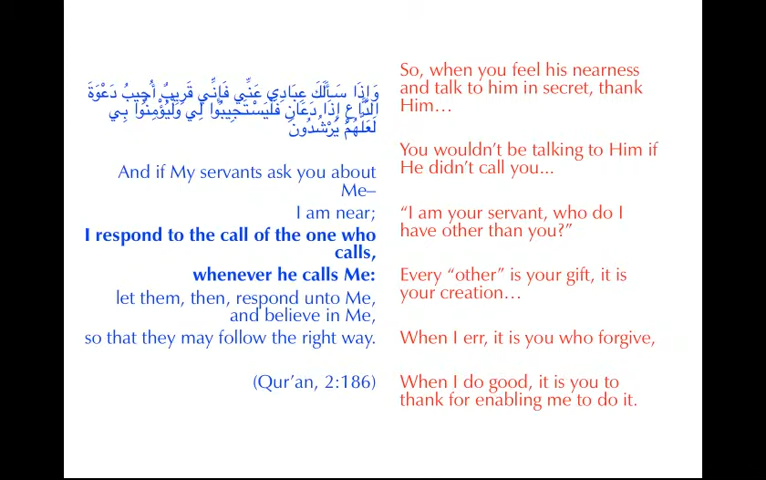 وَإِذَا سَأَلَكَ عِبَادِي عَنِّي فَإِنِّي قَرِيبٌ أُجِيبُ دَعْوَةَ
الدَّاعِ إِذَا دَعَانِ فَلْيَسْتَجِيبُوا لِي وَلْيُؤْمِنُوا بِي
لَعَلَّهُمْ يَرْشُدُونَ
And if My servants ask you about
Me–
I am near;
I respond to the call of the one who
calls,
whenever he calls Me:
let them, then, respond unto Me,
and believe in Me,
so that they may follow the right way.
(Qur’an, 2:186)
So, when you feel his nearness
and talk to him in secret, thank
Him…
You wouldn’t be talking to Him if
He didn’t call you...
“I am your servant, who do I
have other than you?”
Every “other” is your gift, it is
your creation…
When I err, it is you who forgive,
When I do good, it is you to
thank for enabling me to do it.